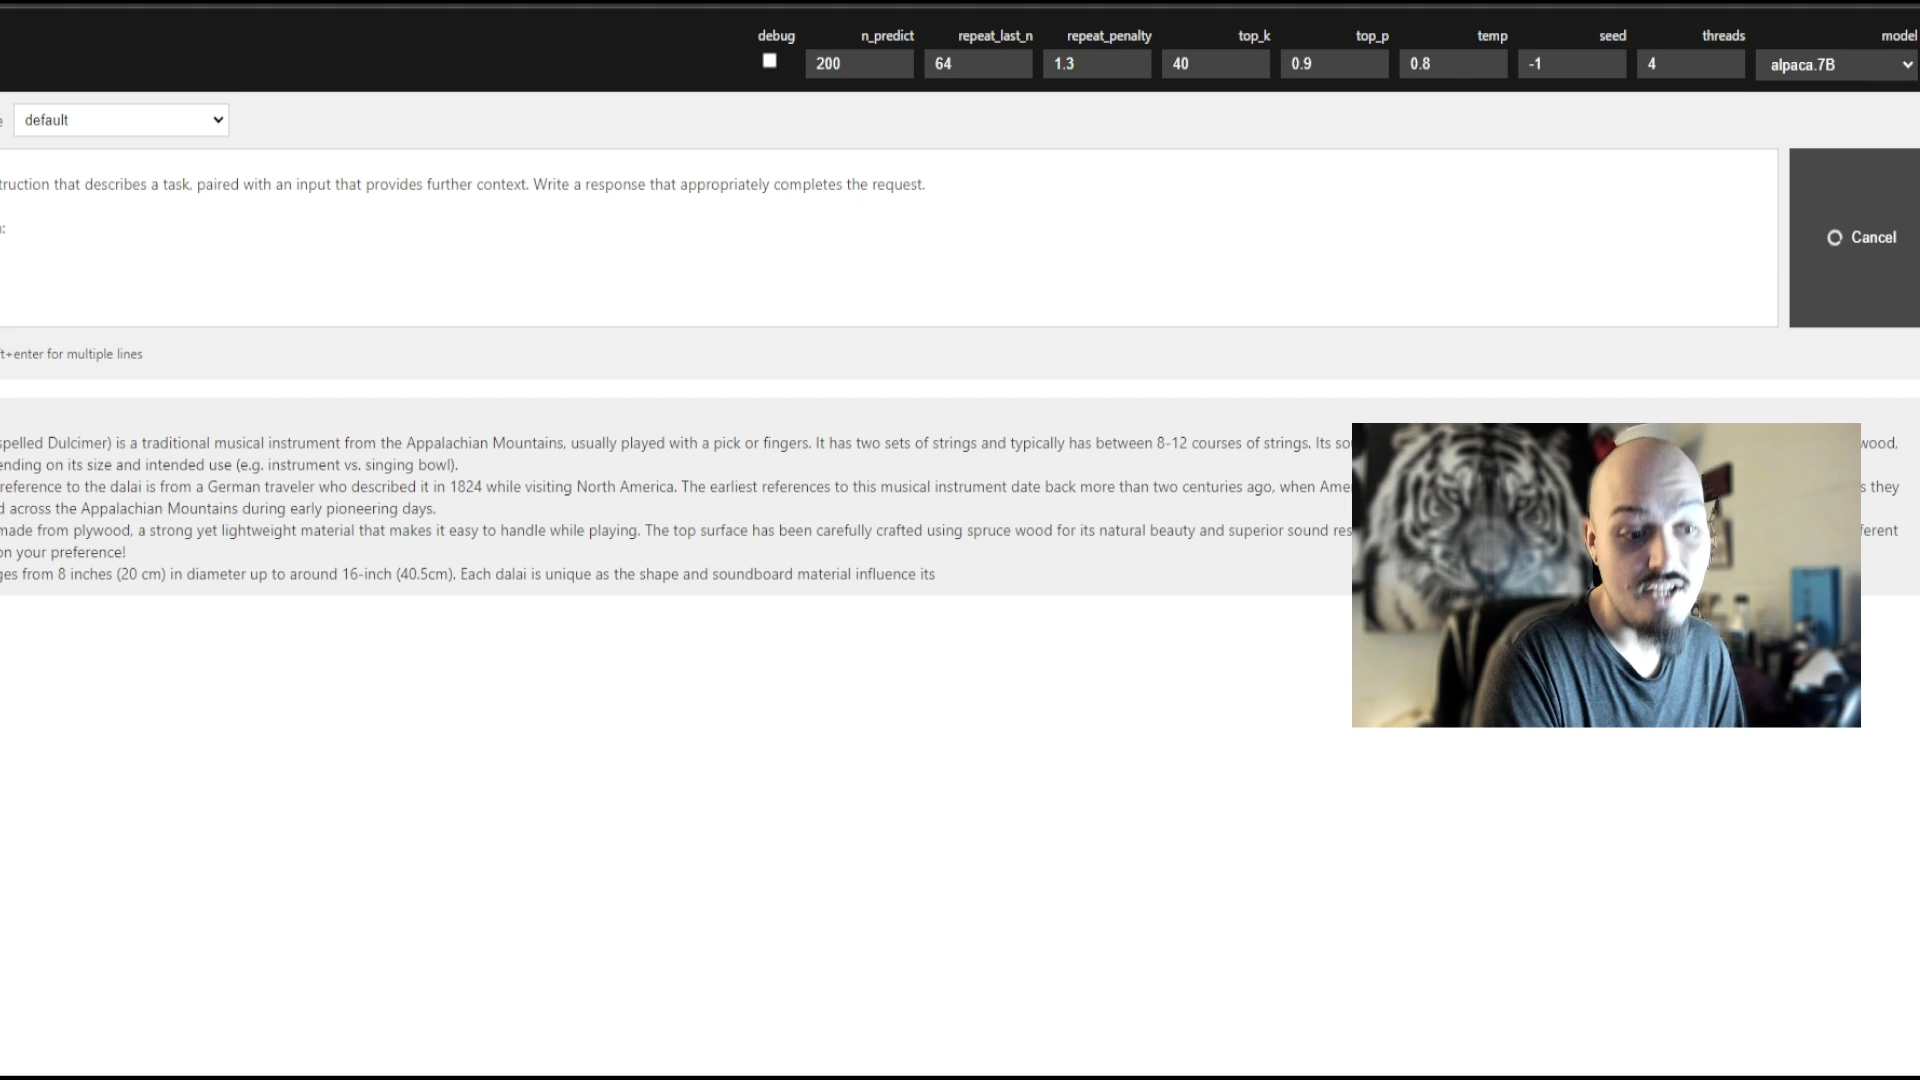 debug n_predict repeat_last_n repeat_penalty top_k top_p temp seed threads model
200 64 1.3 40 0.9 0.8 -1 4 alpaca.7B
default
truction that describes a task, paired with an input that provides further context. Write a response that appropriately completes the request.
Cancel
ft+enter for multiple lines
spelled Dulcimer) is a traditional musical instrument from the Appalachian Mountains, usually played with a pick or fingers. It has two sets of strings and typically has between 8-12 courses of strings. Its wood,
ending on its size and intended use (e.g. instrument vs. singing bowl).
reference to the dalai is from a German traveler who described it in 1824 while visiting North America. The earliest references to this musical instrument date back more than two centuries ago, when they
d across the Appalachian Mountains during early pioneering days.
made from plywood, a strong yet lightweight material that makes it easy to handle while playing. The top surface has been carefully crafted using spruce wood for its natural beauty and superior sound
on your preference!
ges from 8 inches (20 cm) in diameter up to around 16-inch (40.5cm). Each dalai is unique as the shape and soundboard material influence its